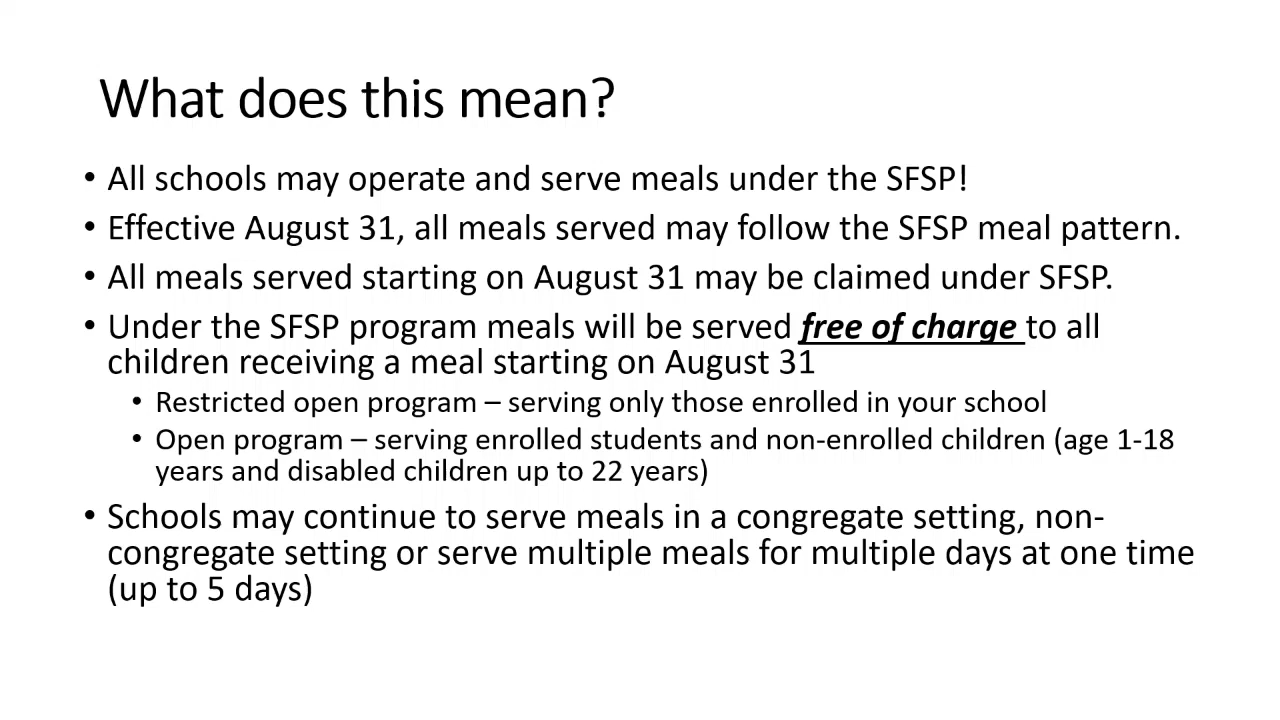 What does this mean?
• All schools may operate and serve meals under the SFSP!
• Effective August 31, all meals served may follow the SFSP meal pattern.
• All meals served starting on August 31 may be claimed under SFSP.
• Under the SFSP program meals will be served free of charge to all
children receiving a meal starting on August 31
• Restricted open program – serving only those enrolled in your school
• Open program – serving enrolled students and non-enrolled children (age 1-18
years and disabled children up to 22 years)
• Schools may continue to serve meals in a congregate setting, non-
congregate setting or serve multiple meals for multiple days at one time
(up to 5 days)